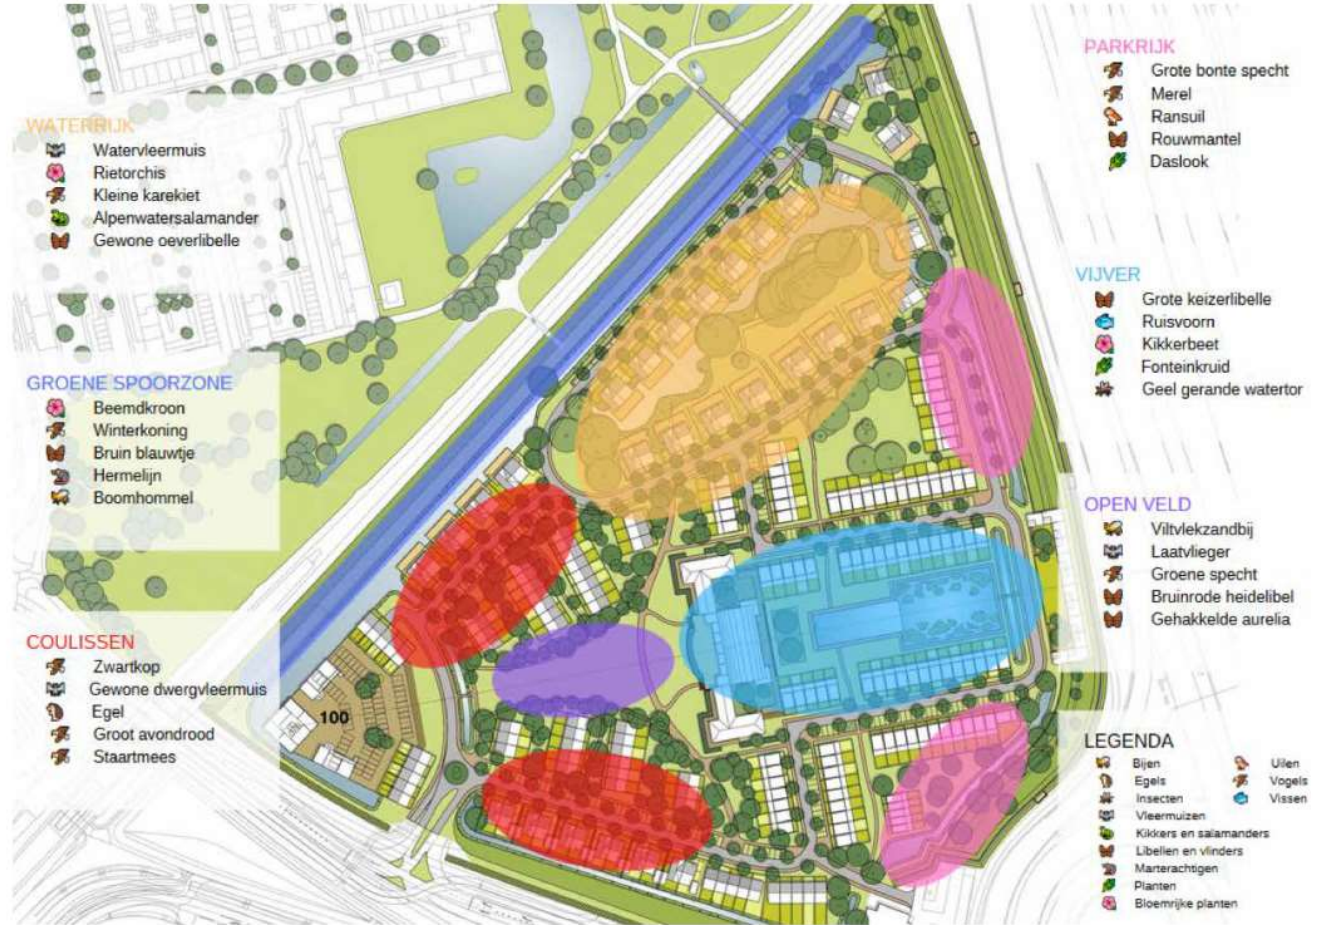 WATERRIJK
Watervleermuis
Rietorchis
Kleine karekiet
Alpenwatersalamander
Gewone oeverlibelle
GROENE SPOORZONE
Beemdkroon
Winterkoning
Bruin blauwtje
Hermelijn
Boomhommel
COULISSEN
Zwartkop
Gewone dwergvleermuis
Egel
Groot avondrood
Staartmees
100
PARKRIJK
Grote bonte specht
Merel
Ransuil
Rouwmantel
Daslook
VIJVER
Grote keizerlibelle
Ruisvoorn
Kikkerbeet
Fonteinkruid
Geel gerande watertor
OPEN VELD
Viltvlekzandbij
Laatvlieger
Groene specht
Bruinrode heidelibel
Gehakkelde aurelia
LEGENDA
Bijen
Egels
Insecten
Vleermuizen
Kikkers en salamanders
Libellen en vlinders
Marterachtigen
Planten
Bloemrijke planten
Uilen
Vogels
Vissen